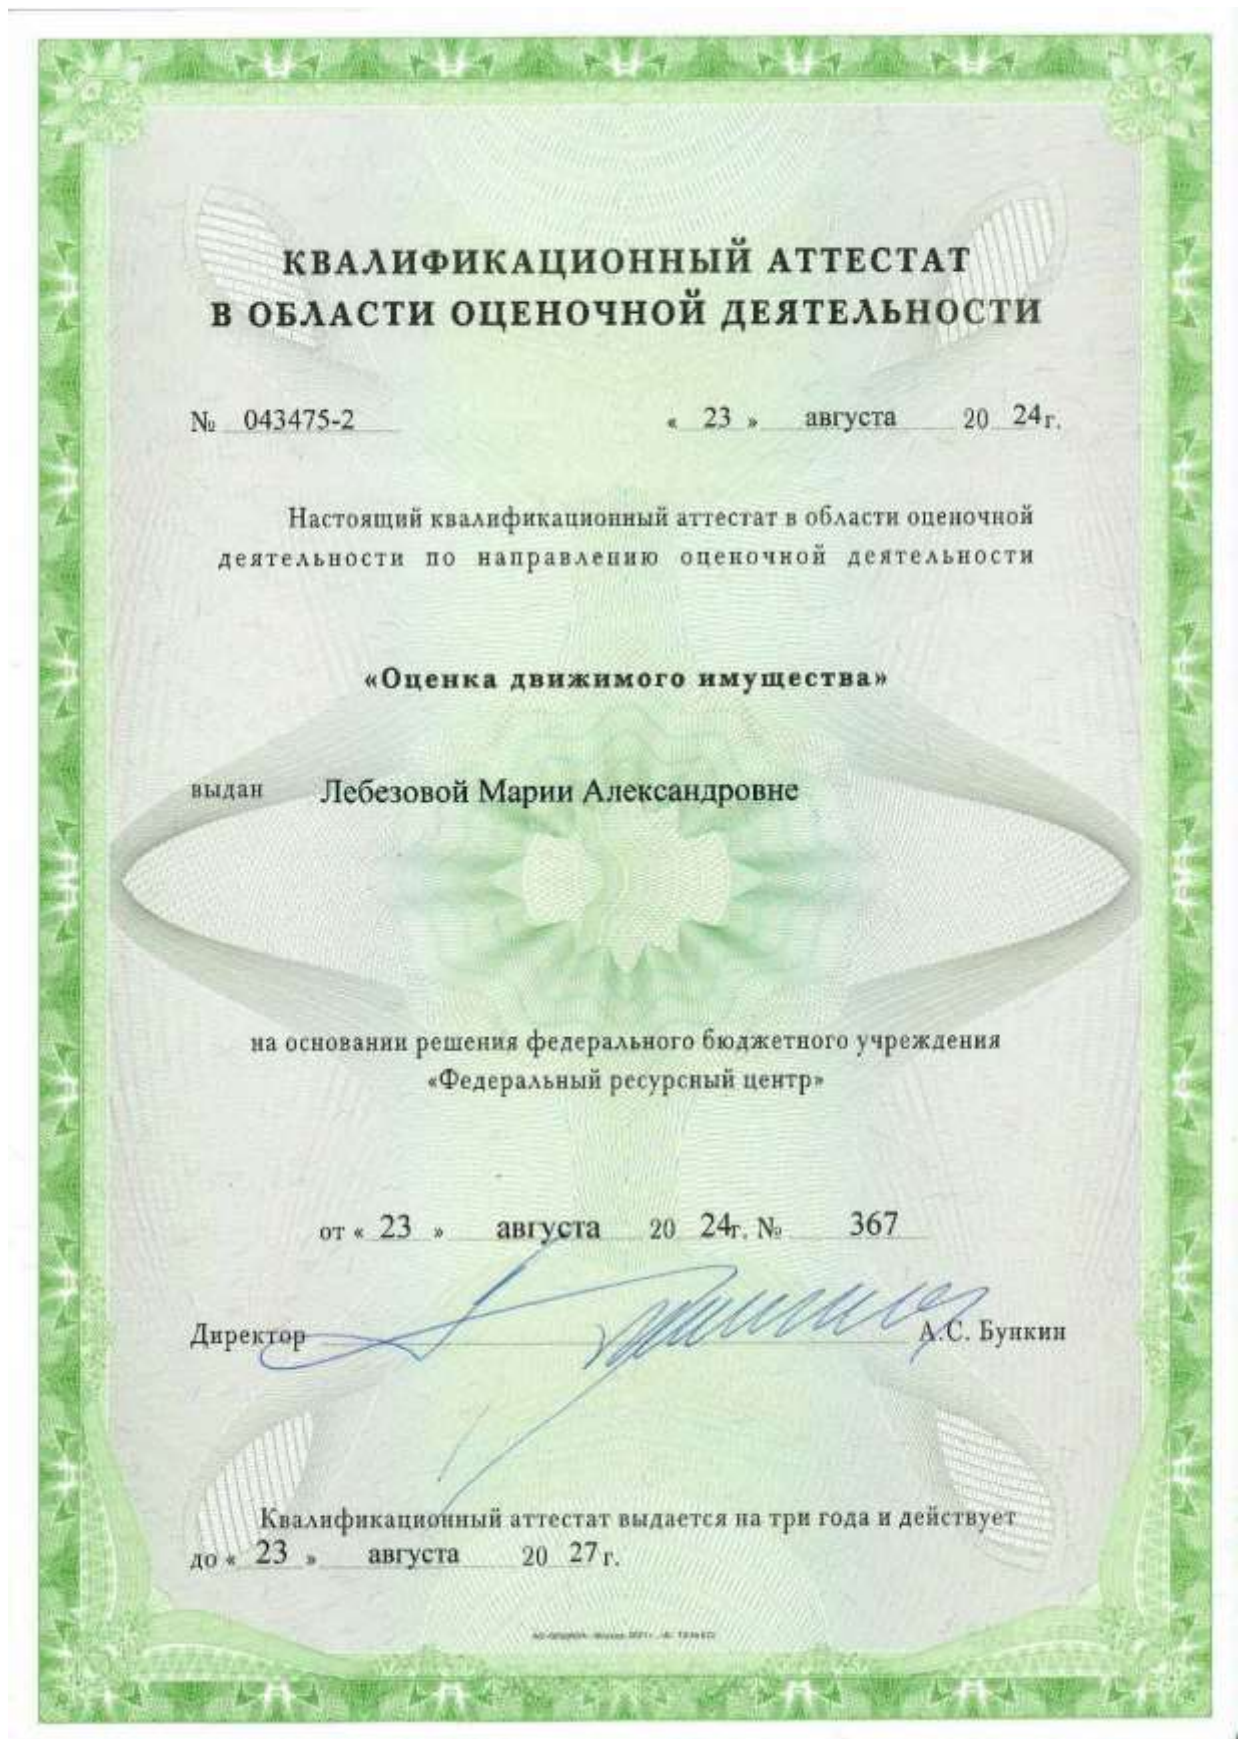 КВАЛИФИКАЦИОННЫЙ АТТЕСТАТ
В ОБЛАСТИ ОЦЕНОЧНОЙ ДЕЯТЕЛЬНОСТИ
№ 043475-2 « 23 » августа 20 24 г.
Настоящий квалификационный аттестат в области оценочной
деятельности по направлению оценочной деятельности
«Оценка движимого имущества»
выдан Лебезовой Марии Александровне
на основании решения федерального бюджетного учреждения
«Федеральный ресурсный центр»
от « 23 » августа 20 24г. № 367
Директор А.С. Бункин
Квалификационный аттестат выдается на три года и действует
до « 23 » августа 20 27 г.